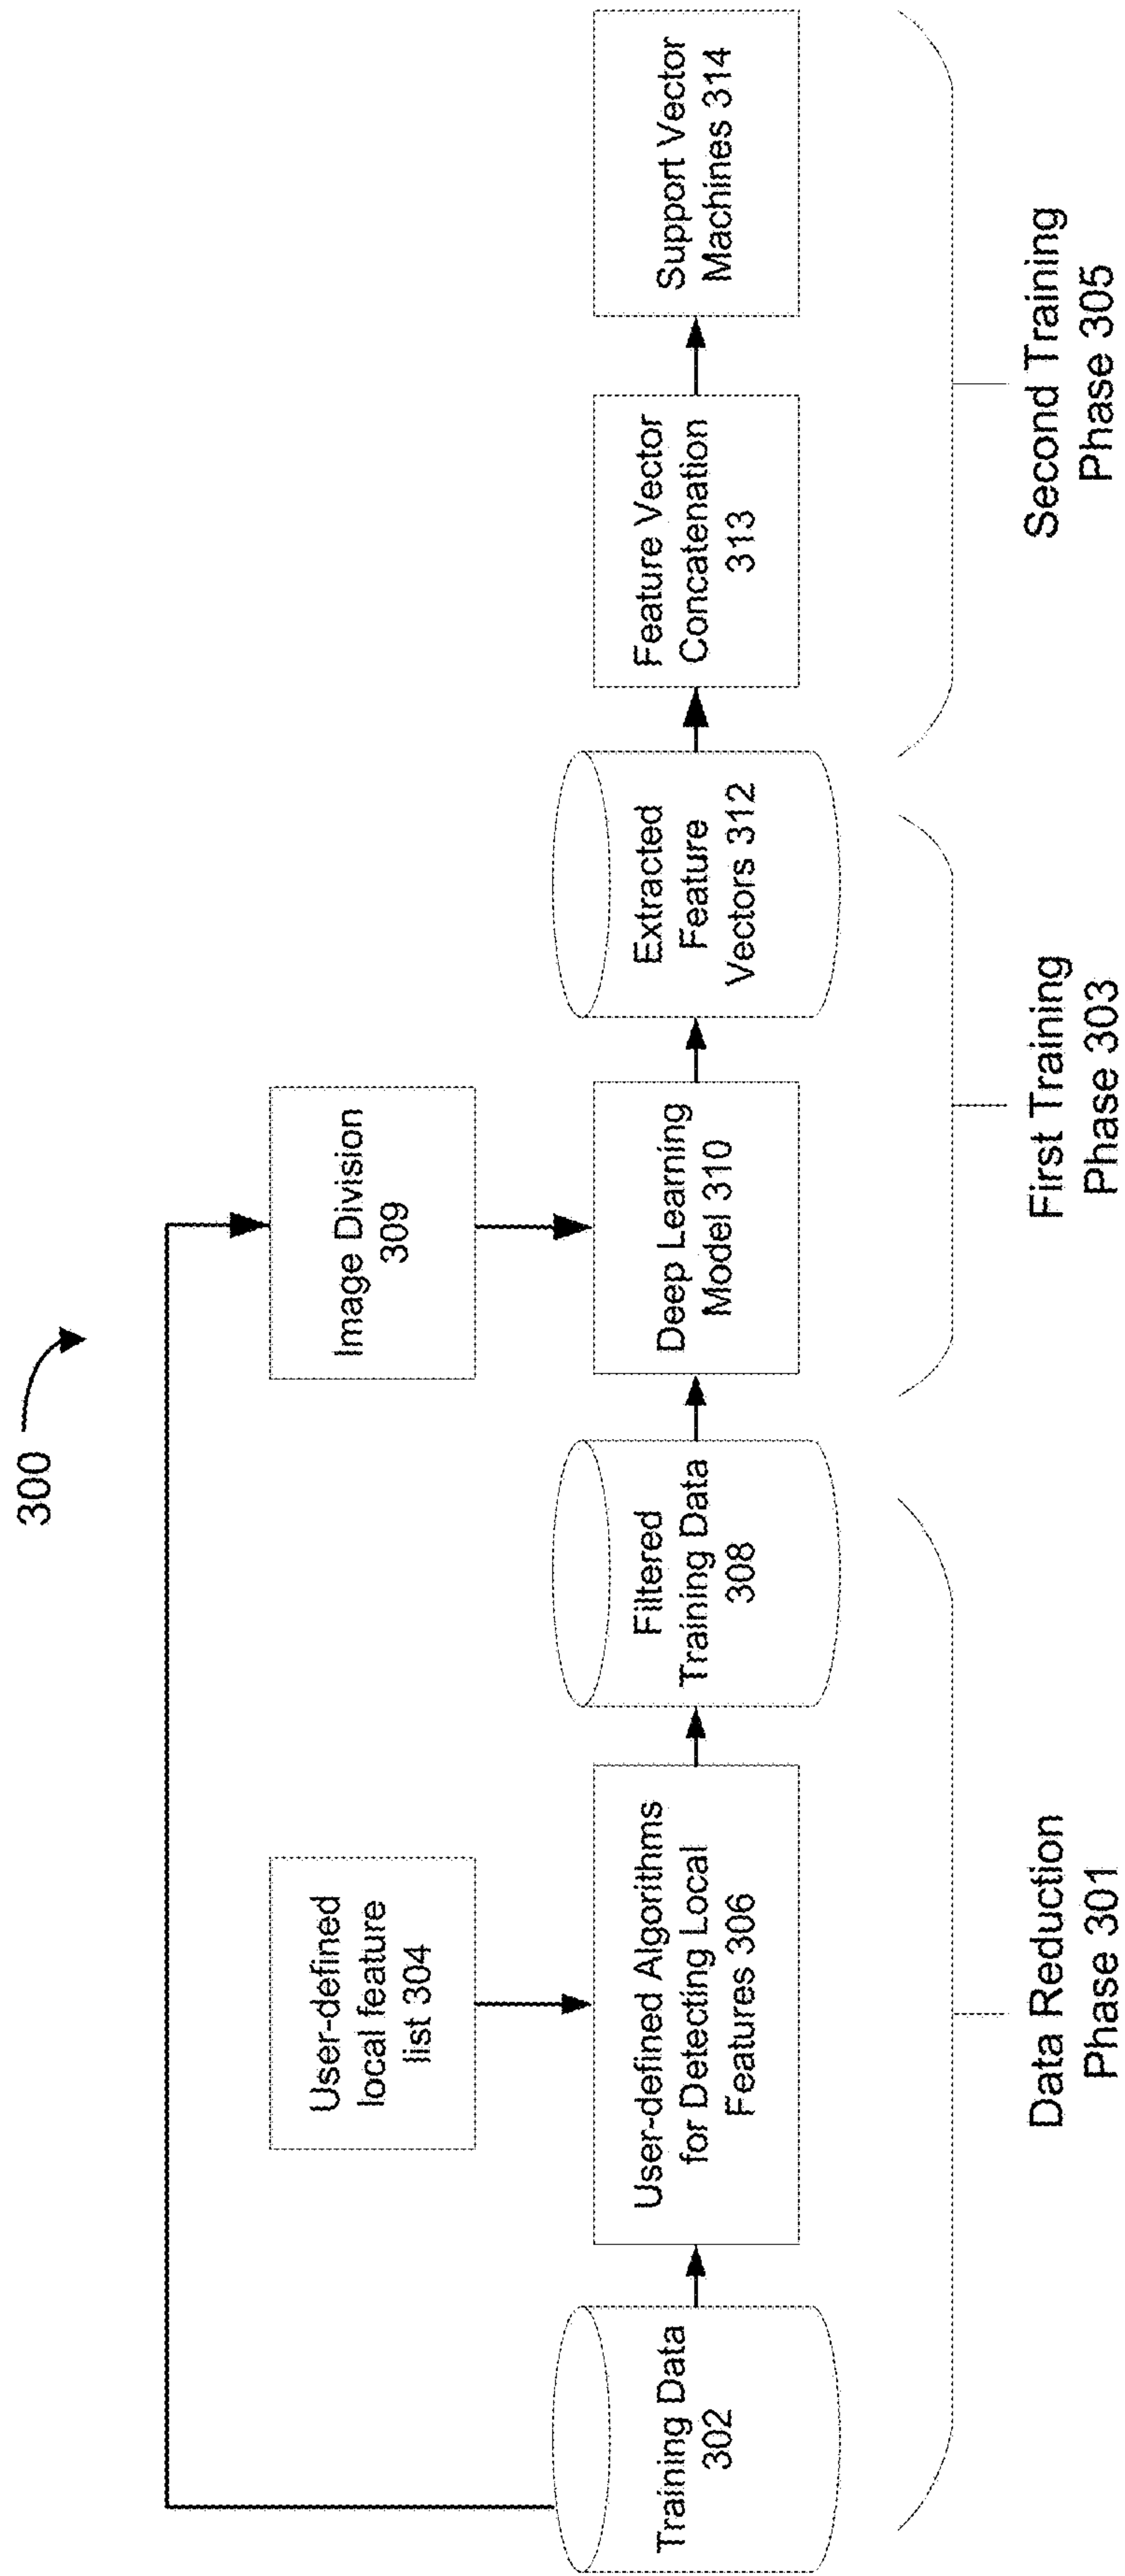 300
Training Data
302
User-defined
local feature
list 304
User-defined Algorithms
for Detecting Local
Features 306
Filtered
Training Data
308
Image Division
309
Deep Learning
Model 310
Extracted
Feature
Vectors 312
Feature Vector
Concatenation
313
Support Vector
Machines 314
Data Reduction
Phase 301
First Training
Phase 303
Second Training
Phase 305